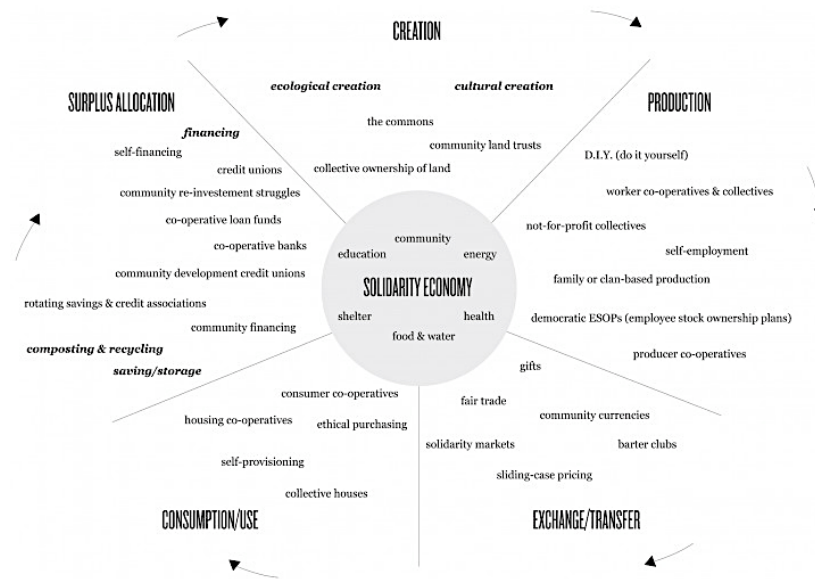 CREATION
ecological creation
cultural creation
the commons
community land trusts
collective ownership of land
PRODUCTION
D.I.Y. (do it yourself)
worker co-operatives & collectives
not-for-profit collectives
self-employment
family or clan-based production
democratic ESOPs (employee stock ownership plans)
producer co-operatives
EXCHANGE/TRANSFER
gifts
fair trade
community currencies
solidarity markets
barter clubs
sliding-case pricing
CONSUMPTION/USE
consumer co-operatives
housing co-operatives
ethical purchasing
self-provisioning
collective houses
SURPLUS ALLOCATION
financing
self-financing
credit unions
community re-investement struggles
co-operative loan funds
co-operative banks
community development credit unions
rotating savings & credit associations
community financing
composting & recycling
saving/storage
SOLIDARITY ECONOMY
community
education
energy
shelter
health
food & water